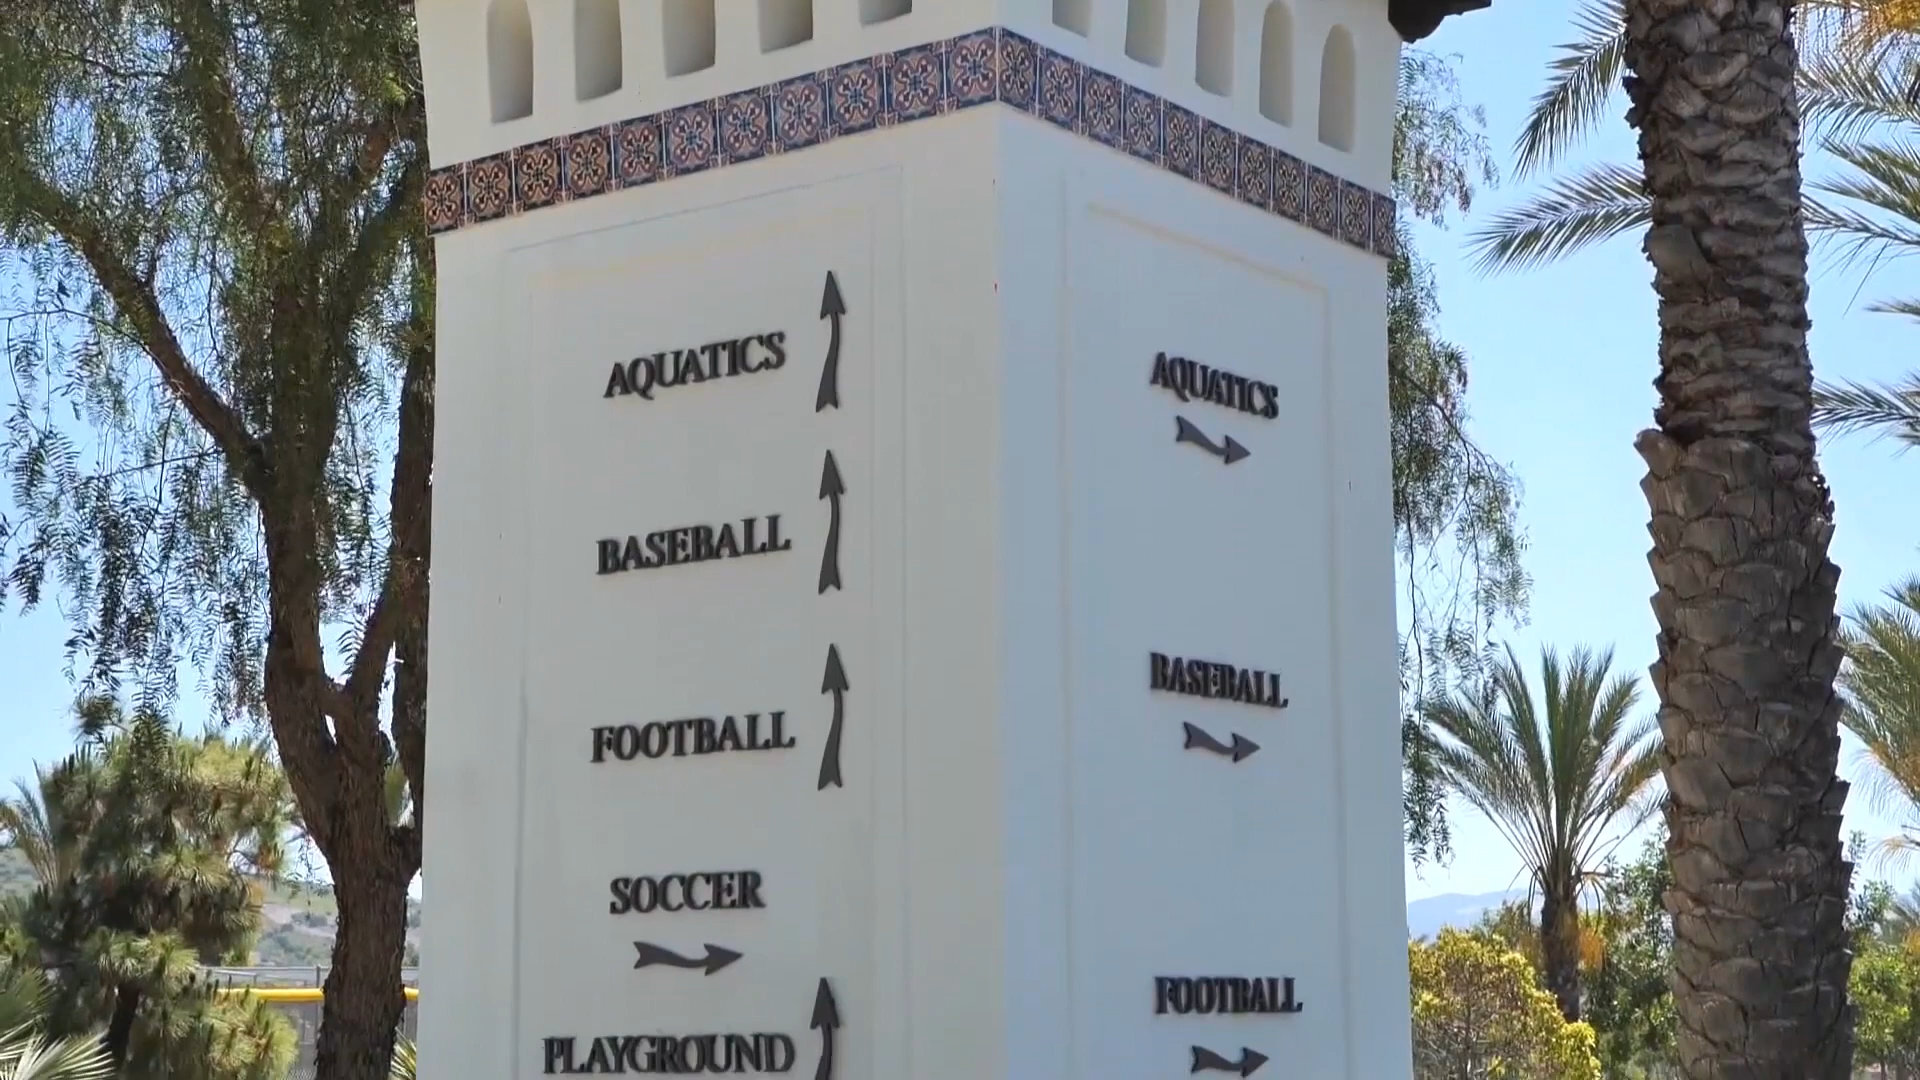 AQUATICS
BASEBALL
FOOTBALL
SOCCER
PLAYGROUND
AQUATICS
BASEBALL
FOOTBALL